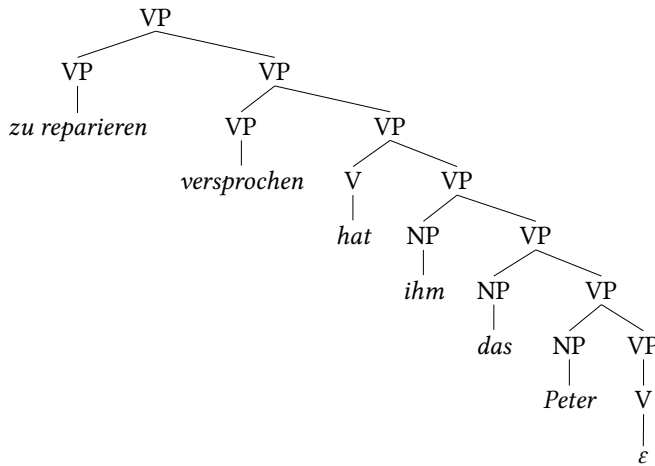 VP
VP VP
zu reparieren VP VP
versprochen V VP
hat NP VP
ihm NP VP
das NP VP
Peter V
ε